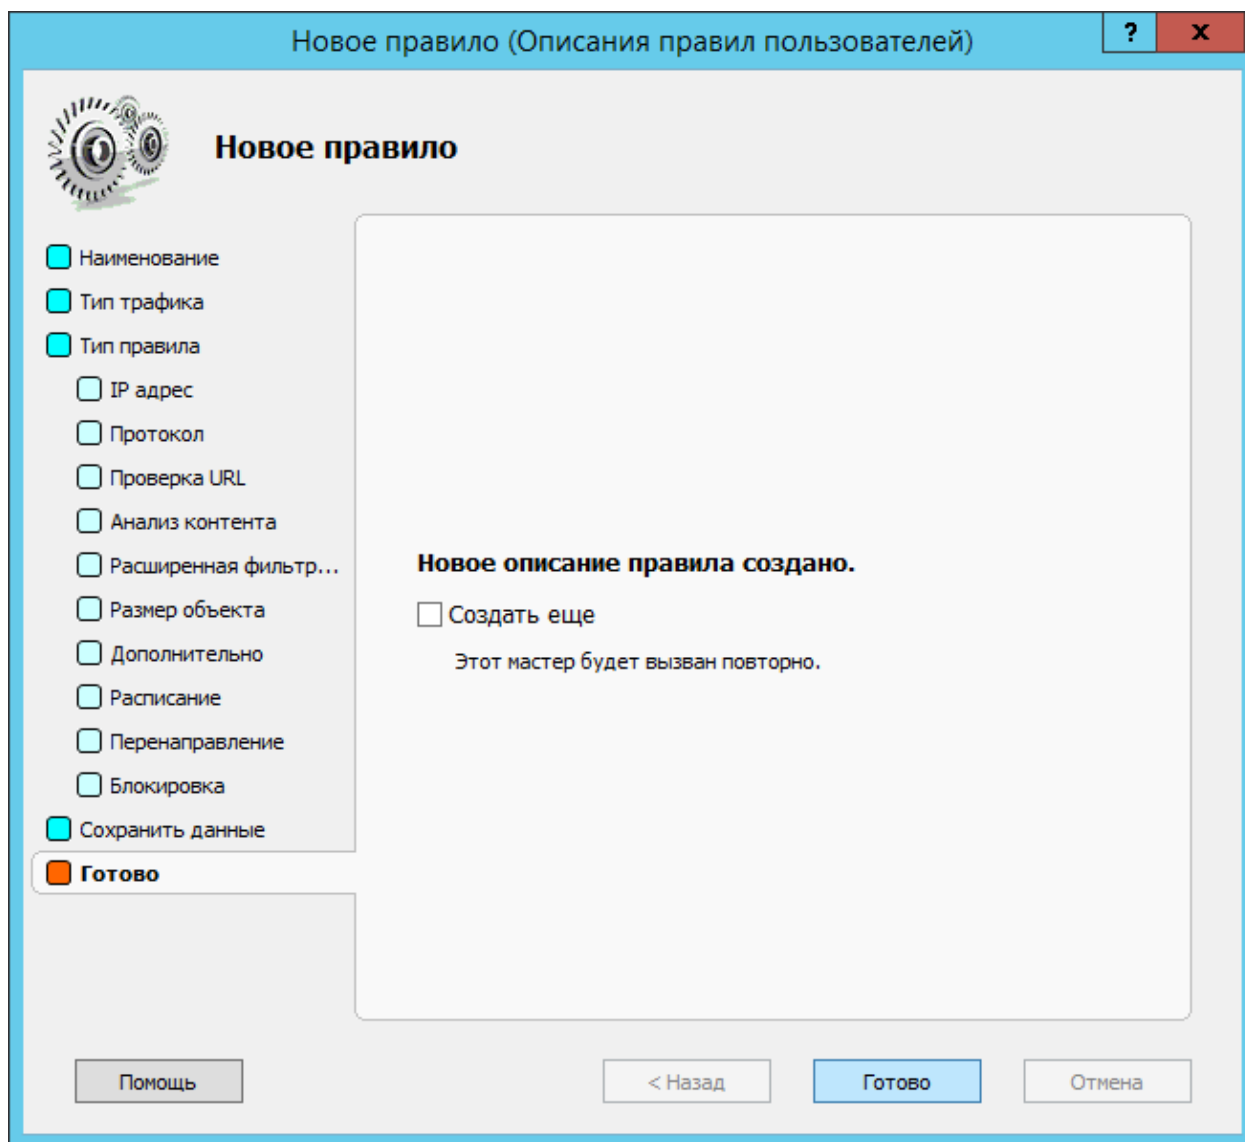 Новое правило (Описания правил пользователей)
?
x
Новое правило
Наименование
Тип трафика
Тип правила
IP адрес
Протокол
Проверка URL
Анализ контента
Расширенная фильтр...
Размер объекта
Дополнительно
Расписание
Перенаправление
Блокировка
Сохранить данные
Готово
Новое описание правила создано.
Создать еще
Этот мастер будет вызван повторно.
Помощь
< Назад
Готово
Отмена